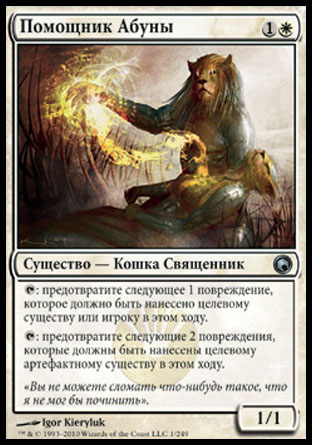 Помощник Абуны 1
Существо — Кошка Священник
: предотвратите следующее 1 повреждение,
которое должно быть нанесено целевому
существу или игроку в этом ходу.
: предотвратите следующие 2 повреждения,
которые должны быть нанесены целевому
артефактному существу в этом ходу.
«Вы не можете сломать что-нибудь такое, что
я не мог бы починить».
Igor Kieryluk
™ & © 1993–2010 Wizards of the Coast LLC 1/249
1/1